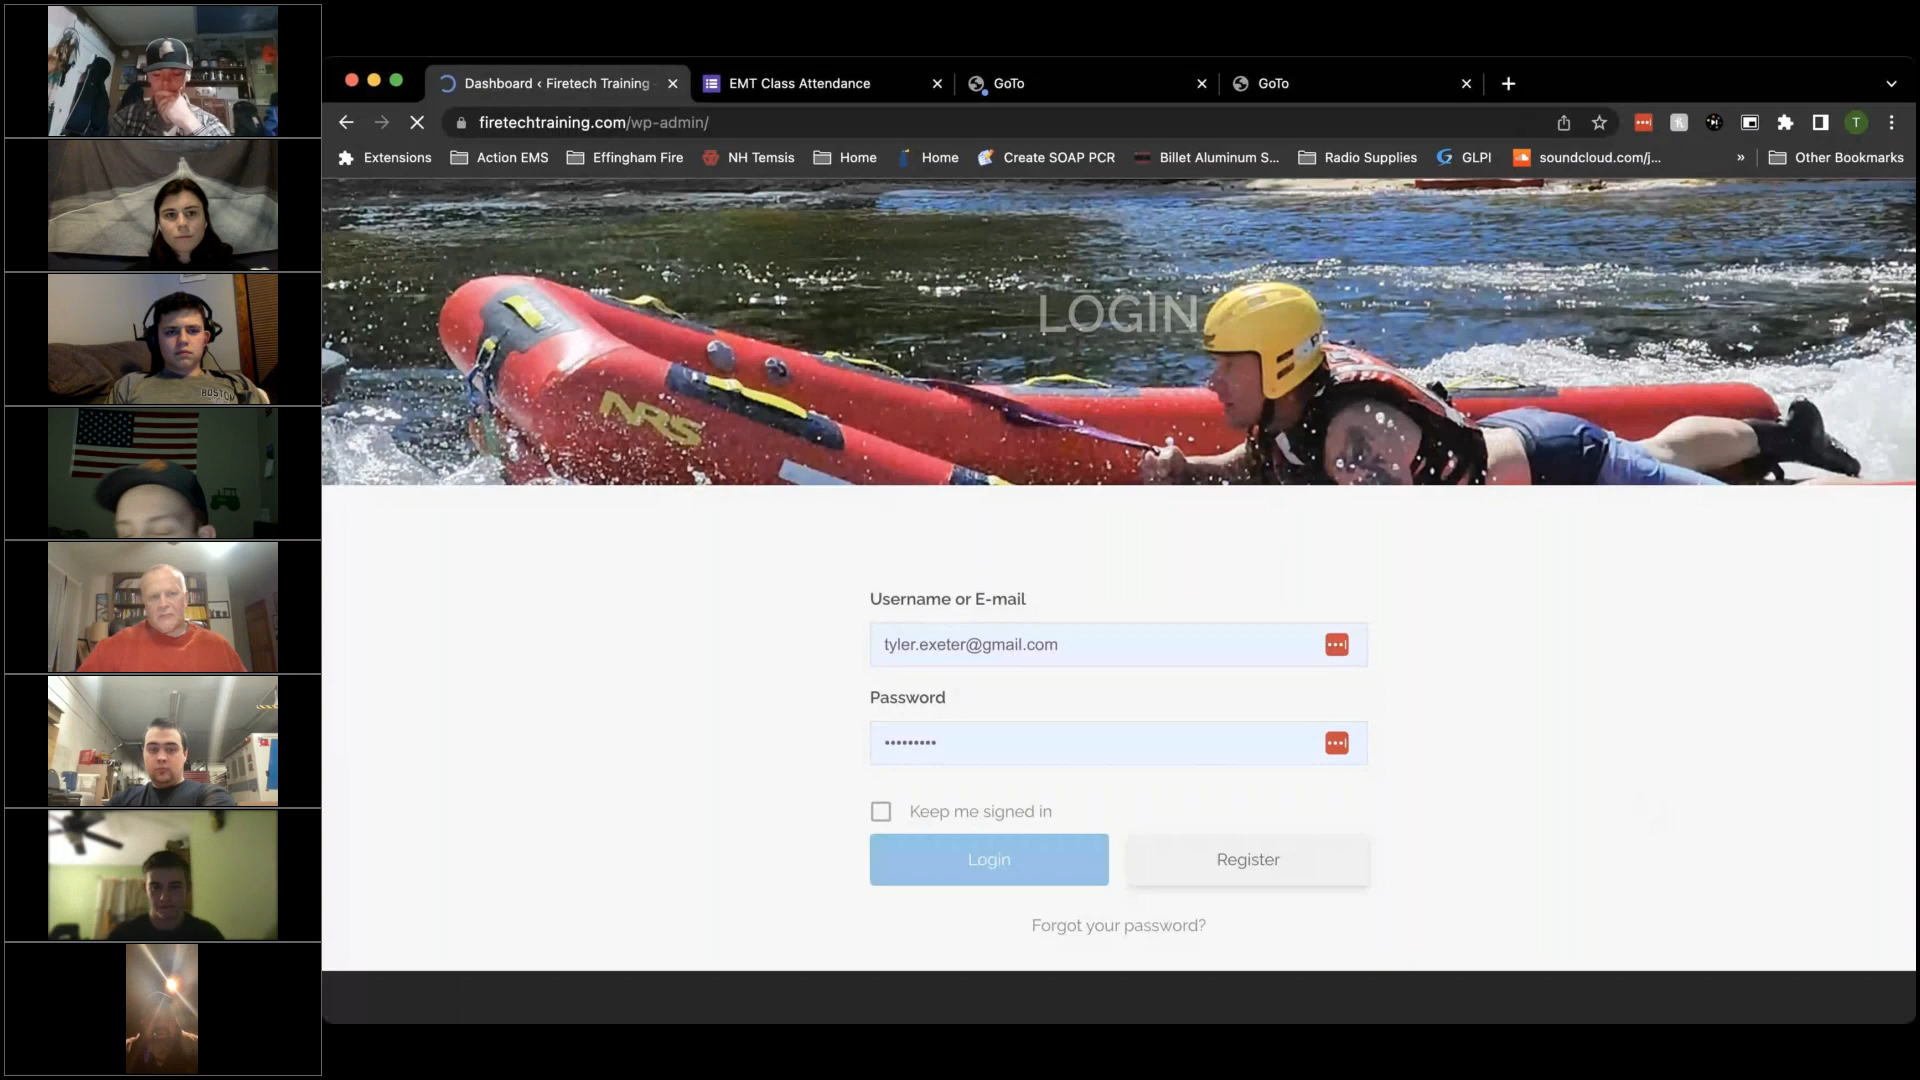 Dashboard ‹ Firetech Training
EMT Class Attendance
GoTo
GoTo
firetechtraining.com/wp-admin/
T
Extensions
Action EMS
Effingham Fire
NH Temsis
Home
Home
Create SOAP PCR
Billet Aluminum S...
Radio Supplies
GLPI
soundcloud.com/j...
»
Other Bookmarks
LOGIN
NRS
BOSTON
Username or E-mail
tyler.exeter@gmail.com
Password
•••••••••
Keep me signed in
Login
Register
Forgot your password?